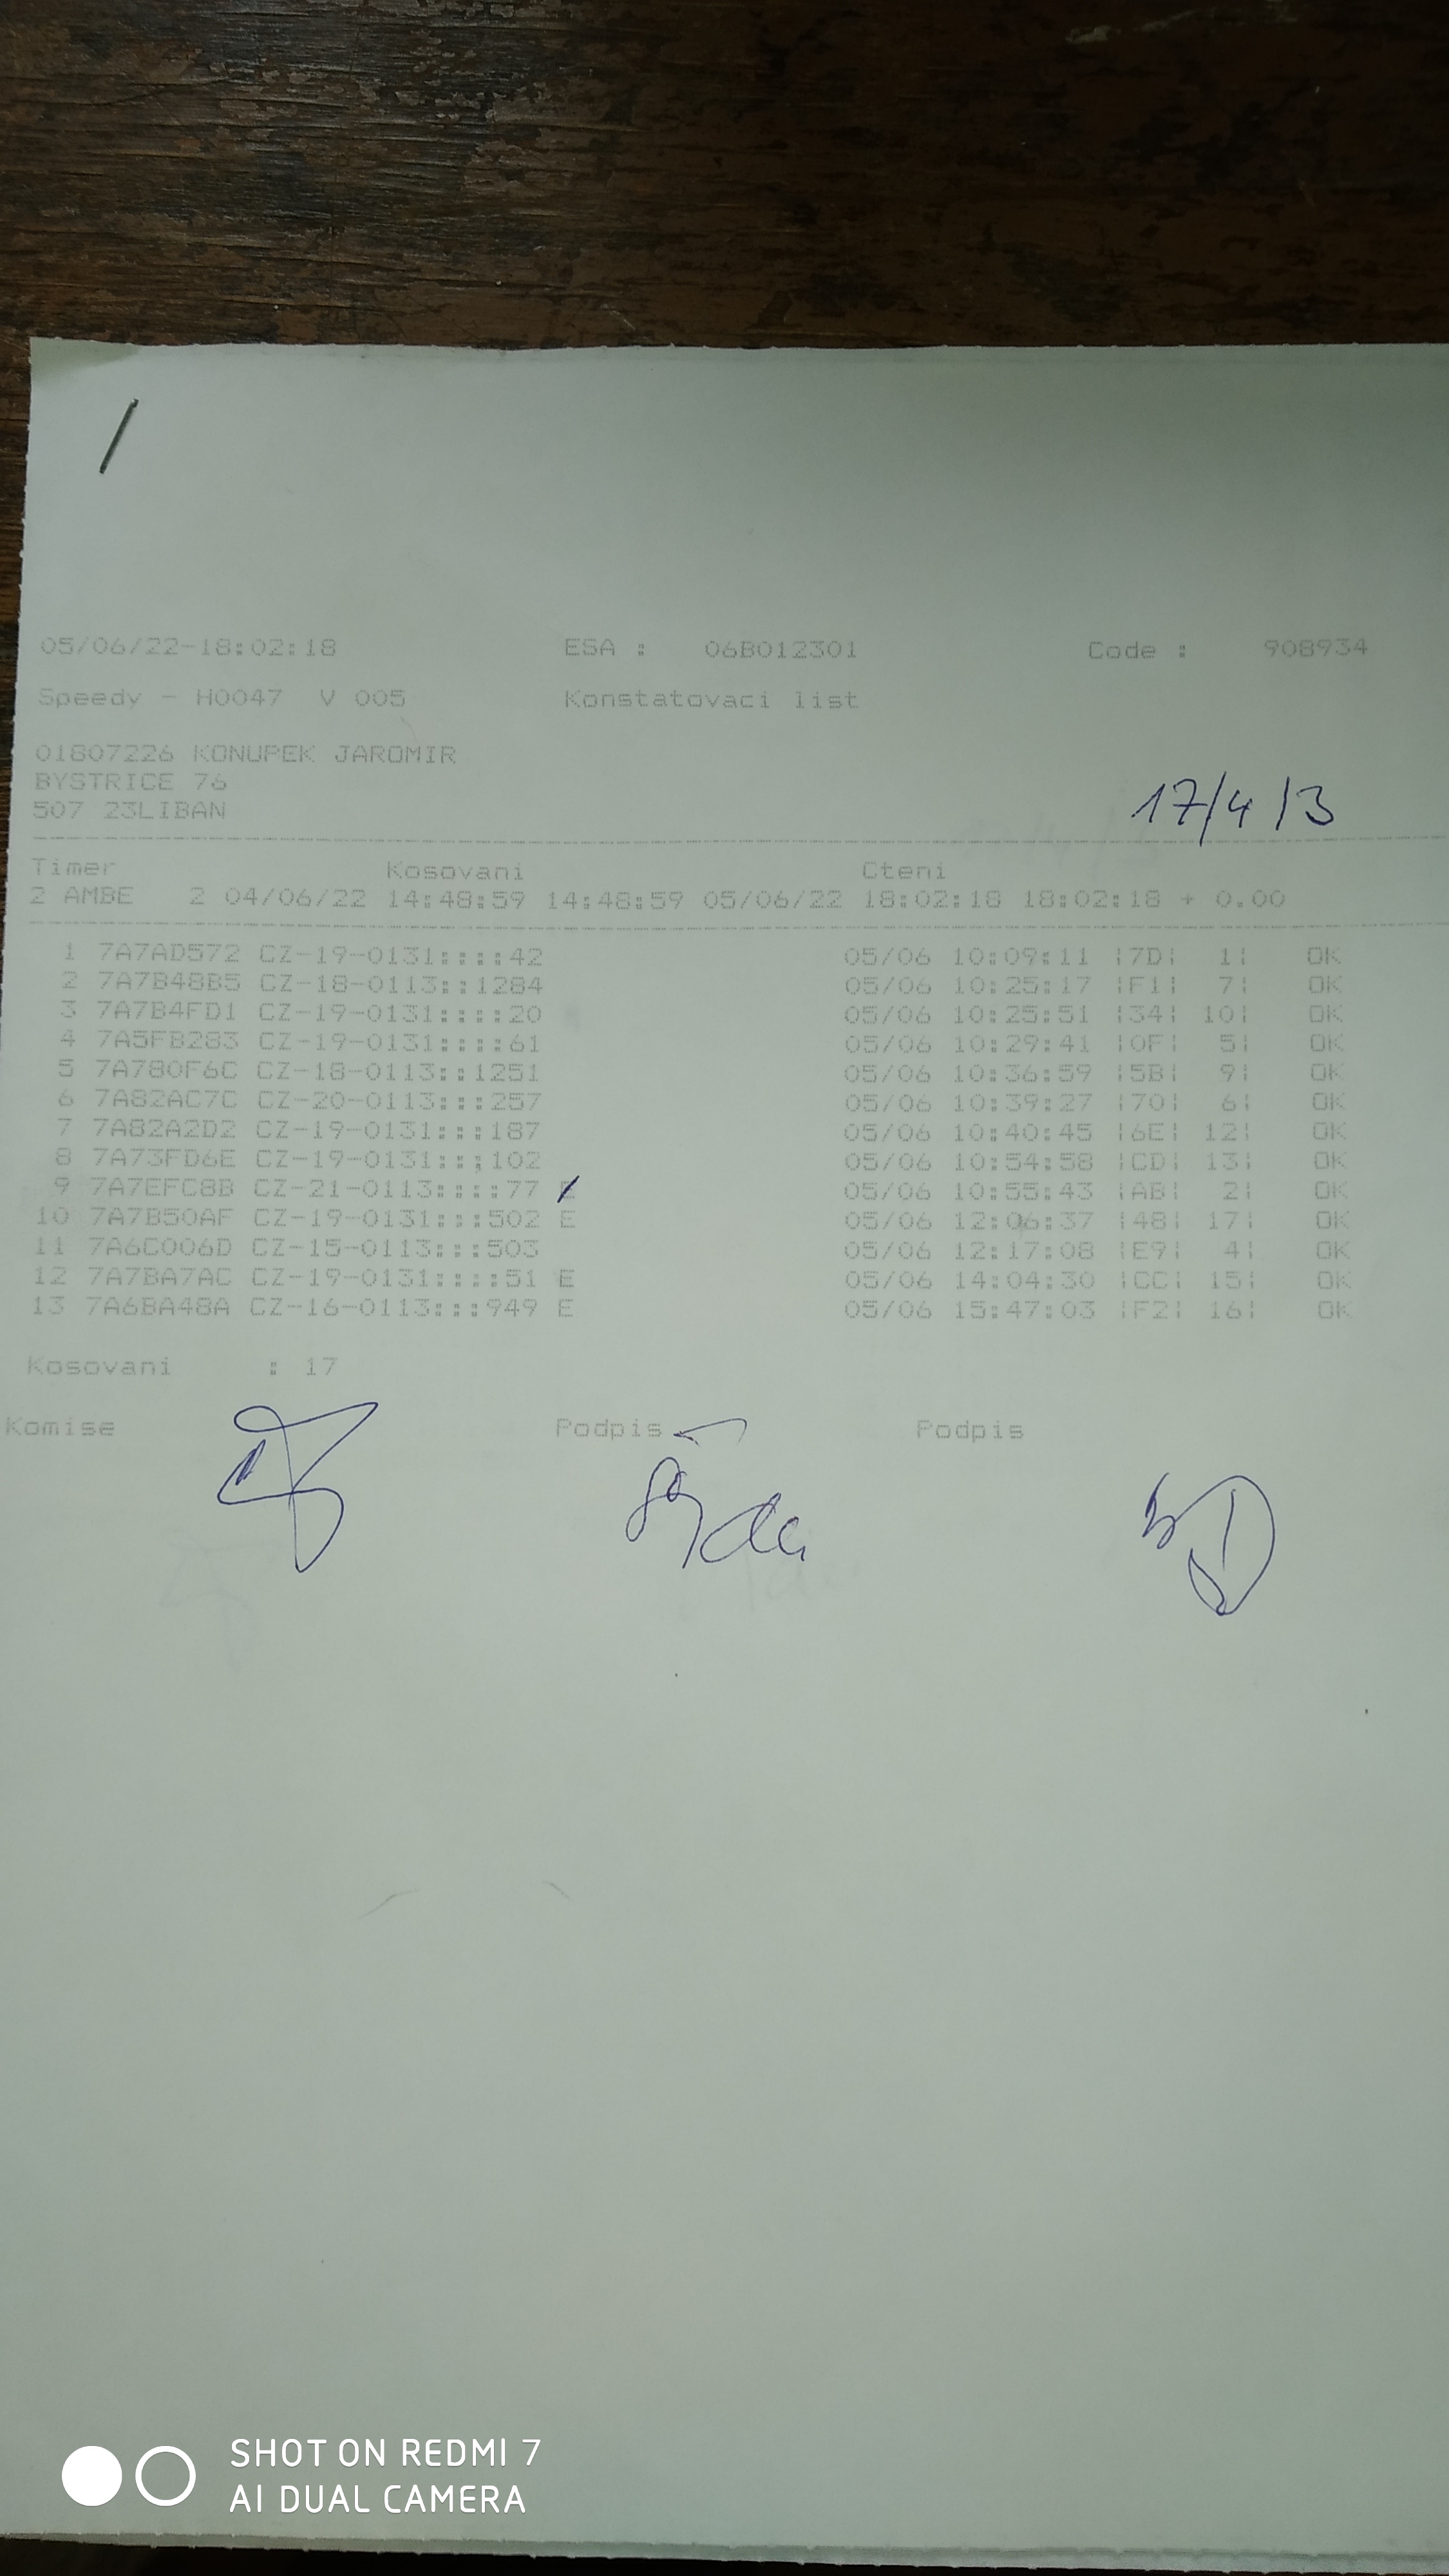 05/06/22-18:02:18 ESA : 06B012301 Code : 908934
Speedy - H0047 V 005 Konstatovaci list
01807226 KONUPEK JAROMIR
BYSTRICE 76
507 23LIBAN
17/4/3
Timer Kosovani Cteni
2 AMBE 2 04/06/22 14:48:59 14:48:59 05/06/22 18:02:18 18:02:18 + 0.00
1 7A7AD572 CZ-19-0131::::42 05/06 10:09:11 |7D| 1| OK
2 7A7B48B5 CZ-18-0113::1284 05/06 10:25:17 |F1| 7| OK
3 7A7B4FD1 CZ-19-0131::::20 05/06 10:25:51 |34| 10| OK
4 7A5FB283 CZ-19-0131::::61 05/06 10:29:41 |0F| 5| OK
5 7A780F6C CZ-18-0113::1251 05/06 10:36:59 |5B| 9| OK
6 7A82AC7C CZ-20-0113:::257 05/06 10:39:27 |70| 6| OK
7 7A82A2D2 CZ-19-0131:::187 05/06 10:40:45 |6E| 12| OK
8 7A73FD6E CZ-19-0131:::102 05/06 10:54:58 |CD| 13| OK
9 7A7EFC8B CZ-21-0113::::77 E 05/06 10:55:43 |AB| 2| OK
10 7A7B50AF CZ-19-0131:::502 E 05/06 12:06:37 |48| 17| OK
11 7A6C006D CZ-15-0113:::503 05/06 12:17:08 |E9| 4| OK
12 7A7BA7AC CZ-19-0131::::51 E 05/06 14:04:30 |CC| 15| OK
13 7A6BA48A CZ-16-0113:::949 E 05/06 15:47:03 |F2| 16| OK
Kosovani : 17
Komise Podpis Podpis
SHOT ON REDMI 7
AI DUAL CAMERA